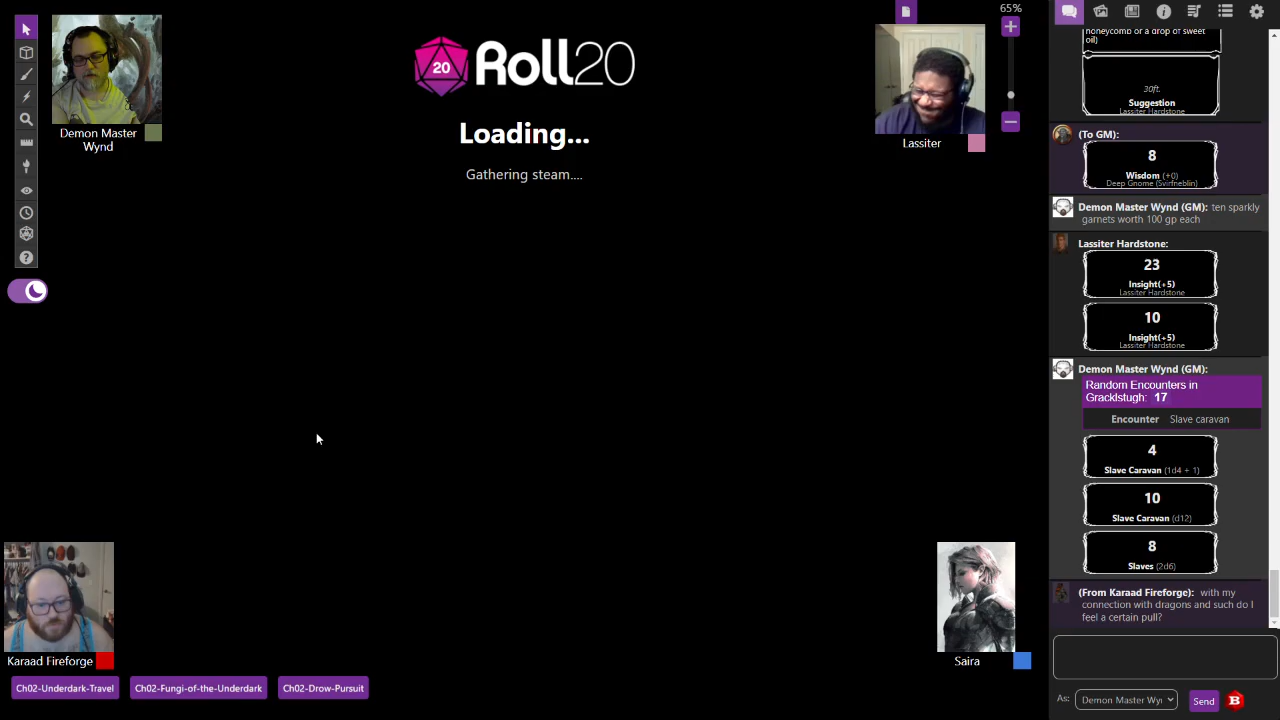 Demon Master
Wynd
20
Roll20
Loading...
Gathering steam....
Lassiter
65%
Karaad Fireforge
Saira
Ch02-Underdark-Travel
Ch02-Fungi-of-the-Underdark
Ch02-Drow-Pursuit
honeycomb or a drop of sweet
oil)
30ft.
Suggestion
Lassiter Hardstone
(To GM):
8
Wisdom (+0)
Deep Gnome (Svirfneblin)
Demon Master Wynd (GM): ten sparkly
garnets worth 100 gp each
Lassiter Hardstone:
23
Insight(+5)
Lassiter Hardstone
10
Insight(+5)
Lassiter Hardstone
Demon Master Wynd (GM):
Random Encounters in
Gracklstugh: 17
Encounter Slave caravan
4
Slave Caravan (1d4 + 1)
10
Slave Caravan (d12)
8
Slaves (2d6)
(From Karaad Fireforge): with my
connection with dragons and such do I
feel a certain pull?
As: Demon Master Wyn
Send
B